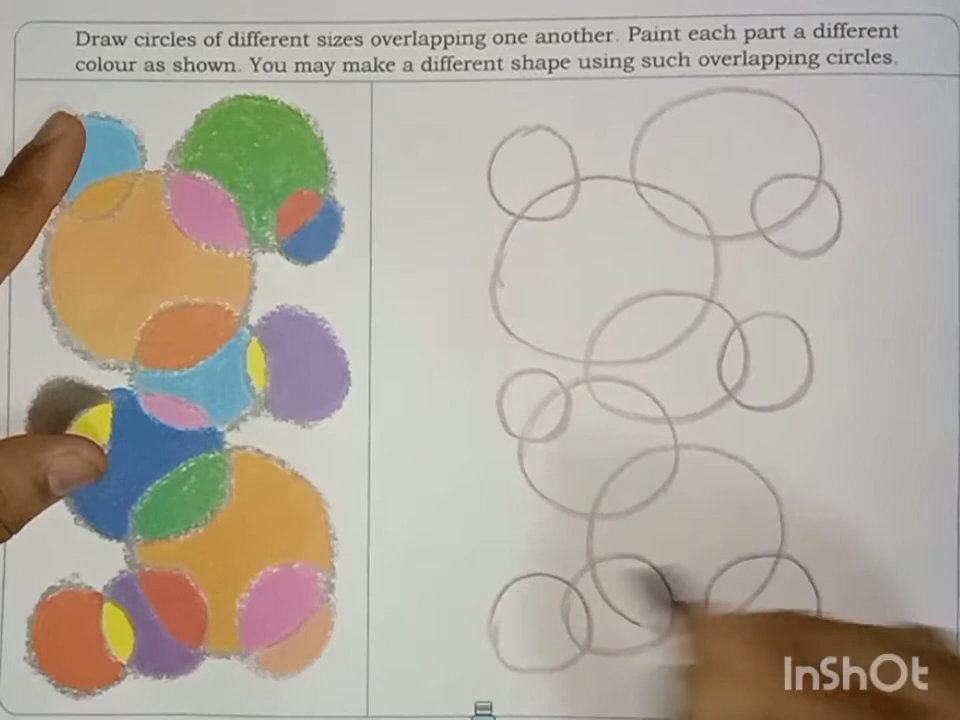 Draw circles of different sizes overlapping one another. Paint each part a different
colour as shown. You may make a different shape using such overlapping circles.
InShOt